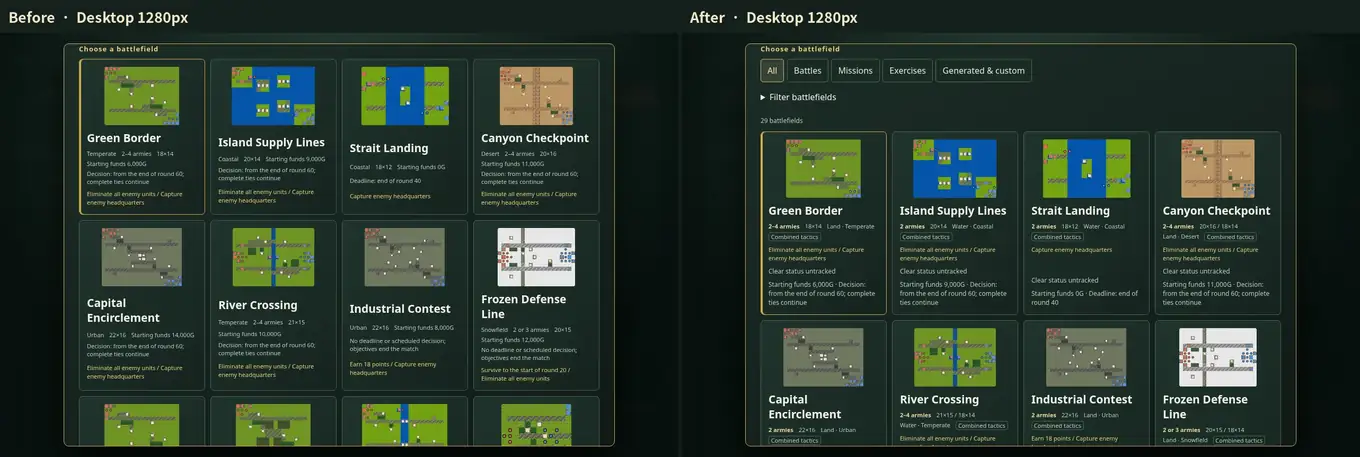 Before · Desktop 1280px
Choose a battlefield
Green Border
Temperate 2–4 armies 18×14
Starting funds 6,000G
Decision: from the end of round 60;
complete ties continue
Eliminate all enemy units / Capture
enemy headquarters
Island Supply Lines
Coastal 20×14 Starting funds 9,000G
Decision: from the end of round 60;
complete ties continue
Eliminate all enemy units / Capture
enemy headquarters
Strait Landing
Coastal 18×12 Starting funds 0G
Deadline: end of round 40
Capture enemy headquarters
Canyon Checkpoint
Desert 2–4 armies 20×16
Starting funds 11,000G
Decision: from the end of round 60;
complete ties continue
Eliminate all enemy units / Capture
enemy headquarters
Capital
Encirclement
Urban 22×16 Starting funds 14,000G
Decision: from the end of round 60;
complete ties continue
Eliminate all enemy units / Capture
enemy headquarters
River Crossing
Temperate 2–4 armies 21×15
Starting funds 10,000G
Decision: from the end of round 60;
complete ties continue
Eliminate all enemy units / Capture
enemy headquarters
Industrial Contest
Urban 22×16 Starting funds 8,000G
No deadline or scheduled decision;
objectives end the match
Earn 18 points / Capture enemy
headquarters
Frozen Defense
Line
Snowfield 2 or 3 armies 20×15
Starting funds 12,000G
No deadline or scheduled decision;
objectives end the match
Survive to the start of round 20 /
Eliminate all enemy units
After · Desktop 1280px
Choose a battlefield
All
Battles
Missions
Exercises
Generated & custom
▶ Filter battlefields
29 battlefields
Green Border
2–4 armies 18×14 Land · Temperate
Combined tactics
Eliminate all enemy units / Capture
enemy headquarters
Clear status untracked
Starting funds 6,000G · Decision:
from the end of round 60; complete
ties continue
Island Supply Lines
2 armies 20×14 Water · Coastal
Combined tactics
Eliminate all enemy units / Capture
enemy headquarters
Clear status untracked
Starting funds 9,000G · Decision:
from the end of round 60; complete
ties continue
Strait Landing
2 armies 18×12 Water · Coastal
Combined tactics
Capture enemy headquarters
Clear status untracked
Starting funds 0G · Deadline: end of
round 40
Canyon Checkpoint
2–4 armies 20×16 / 18×14
Land · Desert Combined tactics
Eliminate all enemy units / Capture
enemy headquarters
Clear status untracked
Starting funds 11,000G · Decision:
from the end of round 60; complete
ties continue
Capital
Encirclement
2 armies 22×16 Land · Urban
Combined tactics
River Crossing
2–4 armies 21×15 / 18×14
Water · Temperate Combined tactics
Eliminate all enemy units / Capture
Industrial Contest
2 armies 22×16 Land · Urban
Combined tactics
Earn 18 points / Capture enemy
Frozen Defense
Line
2 or 3 armies 20×15 / 18×14
Land · Snowfield Combined tactics